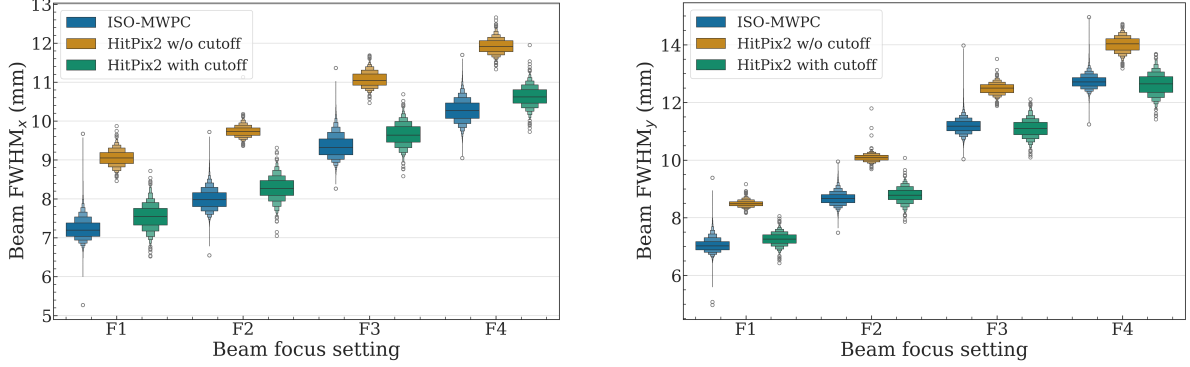 13
12
11
10
9
8
7
6
5
Beam FWHMx (mm)
ISO-MWPC
HitPix2 w/o cutoff
HitPix2 with cutoff
F1 F2 F3 F4
Beam focus setting
14
12
10
8
6
Beam FWHMy (mm)
ISO-MWPC
HitPix2 w/o cutoff
HitPix2 with cutoff
F1 F2 F3 F4
Beam focus setting